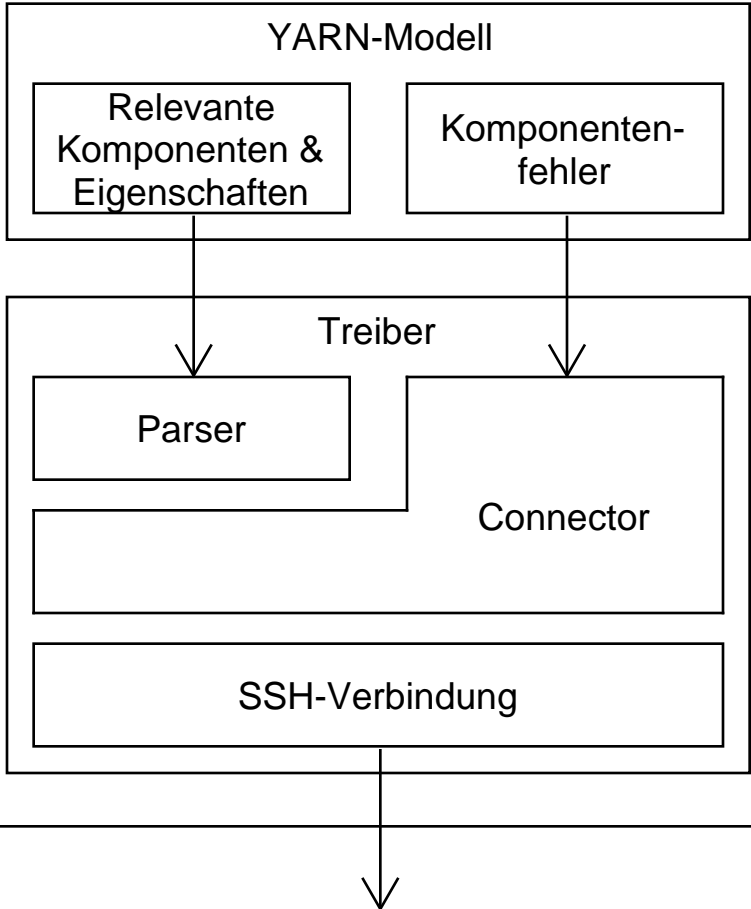 YARN-Modell
Relevante
Komponenten &
Eigenschaften
Komponenten-
fehler
Treiber
Parser
Connector
SSH-Verbindung